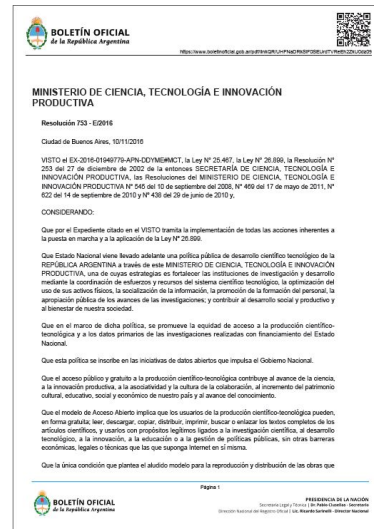 BOLETÍN OFICIAL
de la República Argentina
MINISTERIO DE CIENCIA, TECNOLOGÍA E INNOVACIÓN
PRODUCTIVA
Resolución 753 - E/2016
Ciudad de Buenos Aires, 10/11/2016
VISTO el EX-2016-01949779-APN-DDYME#MCT, la Ley N° 25.467, la Ley N° 26.899, la Resolución N°
253 del 27 de diciembre de 2002 de la entonces SECRETARÍA DE CIENCIA, TECNOLOGÍA E
INNOVACIÓN PRODUCTIVA, las Resoluciones del MINISTERIO DE CIENCIA, TECNOLOGÍA E
INNOVACIÓN PRODUCTIVA N° 545 del 10 de septiembre del 2008, N° 469 del 17 de mayo de 2011, N°
622 del 14 de septiembre de 2010 y N° 438 del 29 de junio de 2010 y,
CONSIDERANDO:
Que por el Expediente citado en el VISTO tramita la implementación de todas las acciones inherentes a
la puesta en marcha y a la aplicación de la Ley N° 26.899.
Que Estado Nacional viene llevado adelante una política pública de desarrollo científico tecnológico de la
REPÚBLICA ARGENTINA a través de este MINISTERIO DE CIENCIA, TECNOLOGÍA E INNOVACIÓN
PRODUCTIVA, una de cuyas estrategias es fortalecer las instituciones de investigación y desarrollo
mediante la coordinación de esfuerzos y recursos del sistema científico tecnológico, la optimización del
uso de sus activos físicos, la socialización de la información, la promoción de la formación del personal, la
apropiación pública de los avances de las investigaciones; y contribuir al desarrollo social y productivo y
al bienestar de nuestra sociedad.
Que en el marco de dicha política, se promueve la equidad de acceso a la producción científico-
tecnológica y a los datos primarios de las investigaciones realizadas con financiamiento del Estado
Nacional.
Que esta política se inscribe en las iniciativas de datos abiertos que impulsa el Gobierno Nacional.
Que el acceso público y gratuito a la producción científico-tecnológica contribuye al avance de la ciencia,
a la innovación productiva, a la asociatividad y la cultura de la colaboración, al incremento del patrimonio
cultural, educativo, social y económico de nuestro país y al avance del conocimiento.
Que el modelo de Acceso Abierto implica que los usuarios de la producción científico-tecnológica pueden,
en forma gratuita; leer, descargar, copiar, distribuir, imprimir, buscar o enlazar los textos completos de los
artículos científicos, y usarlos con propósitos legítimos ligados a la investigación científica, al desarrollo
tecnológico, a la innovación, a la educación o a la gestión de políticas públicas, sin otras barreras
económicas, legales o técnicas que las que suponga Internet en sí misma.
Que la única condición que plantea el aludido modelo para la reproducción y distribución de las obras que
Página 1
BOLETÍN OFICIAL
de la República Argentina
PRESIDENCIA DE LA NACIÓN
Secretaría Legal y Técnica | Dr. Pablo Clusellas - Secretario
Dirección Nacional del Registro Oficial | Lic. Ricardo Sarinelli - Director Nacional